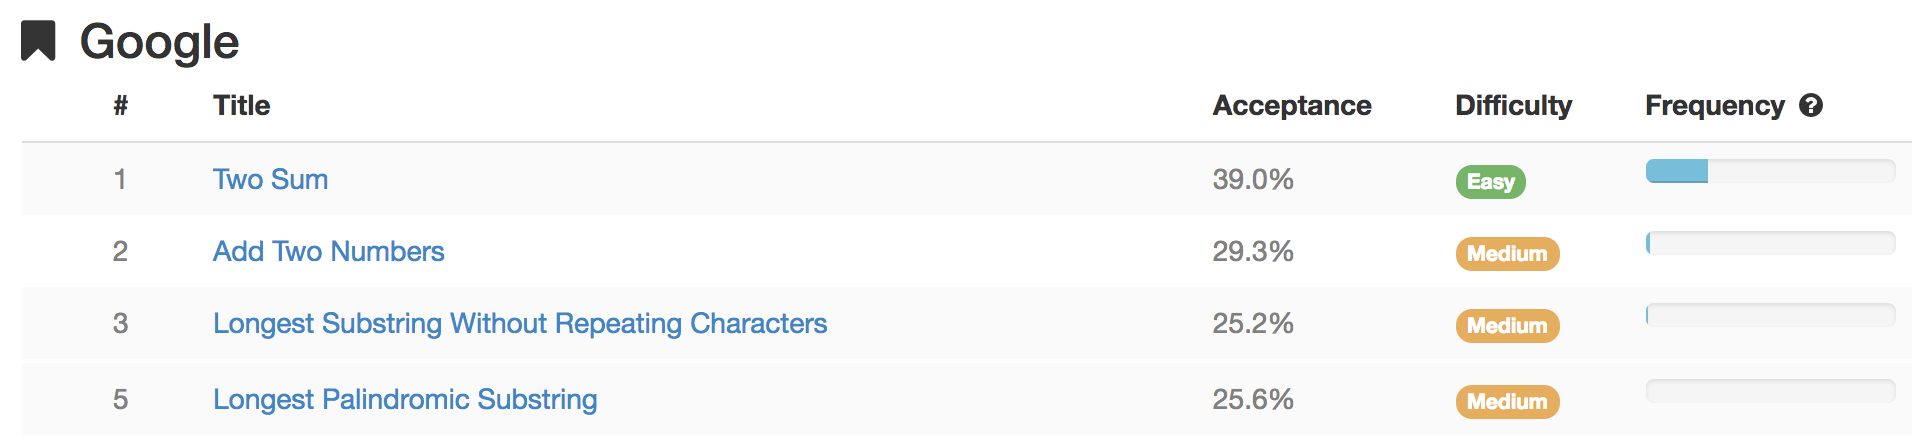 Google
# Title Acceptance Difficulty Frequency ?
1 Two Sum 39.0% Easy
2 Add Two Numbers 29.3% Medium
3 Longest Substring Without Repeating Characters 25.2% Medium
5 Longest Palindromic Substring 25.6% Medium